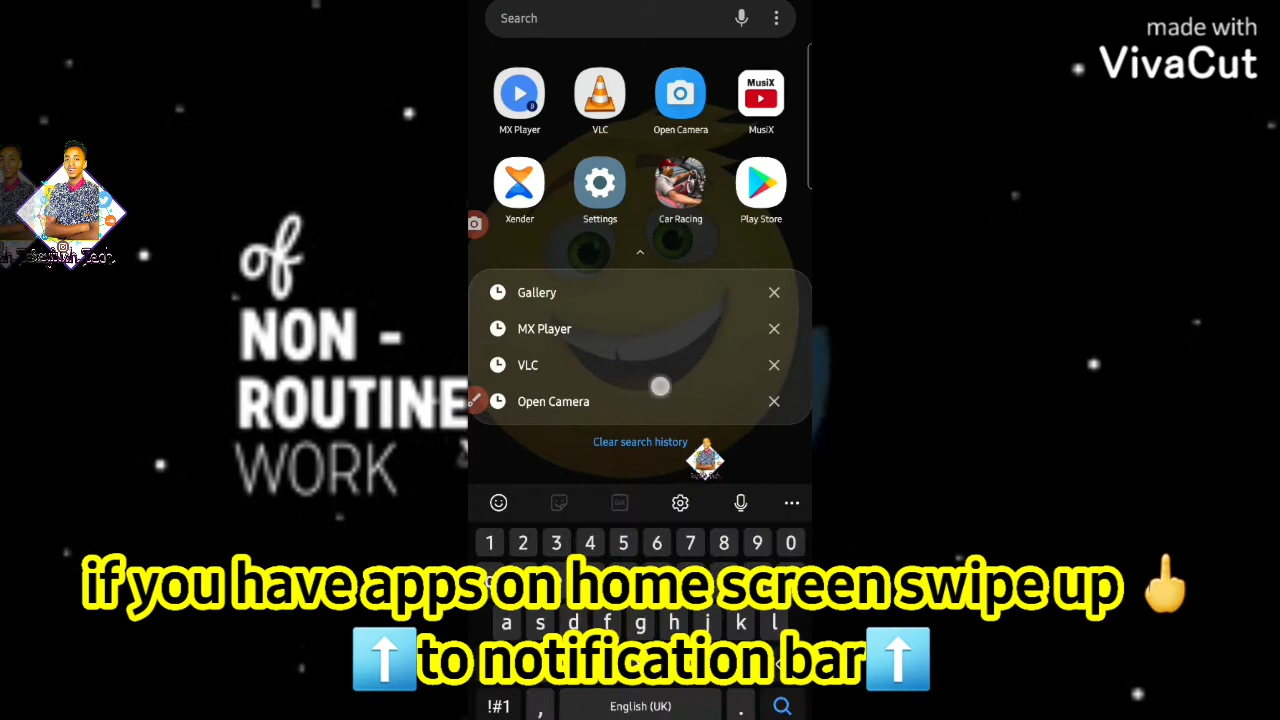 made with
VivaCut
Search
MX Player
VLC
Open Camera
MusiX
MusiX
Xender
Settings
Car Racing
Play Store
of
NON -
ROUTINE
WORK
Gallery
MX Player
VLC
Open Camera
Clear search history
1 2 3 4 5 6 7 8 9 0
if you have apps on home screen swipe up 🖕
a s d f g h j k l
⬆️to notification bar⬆️
!#1 , English (UK) .